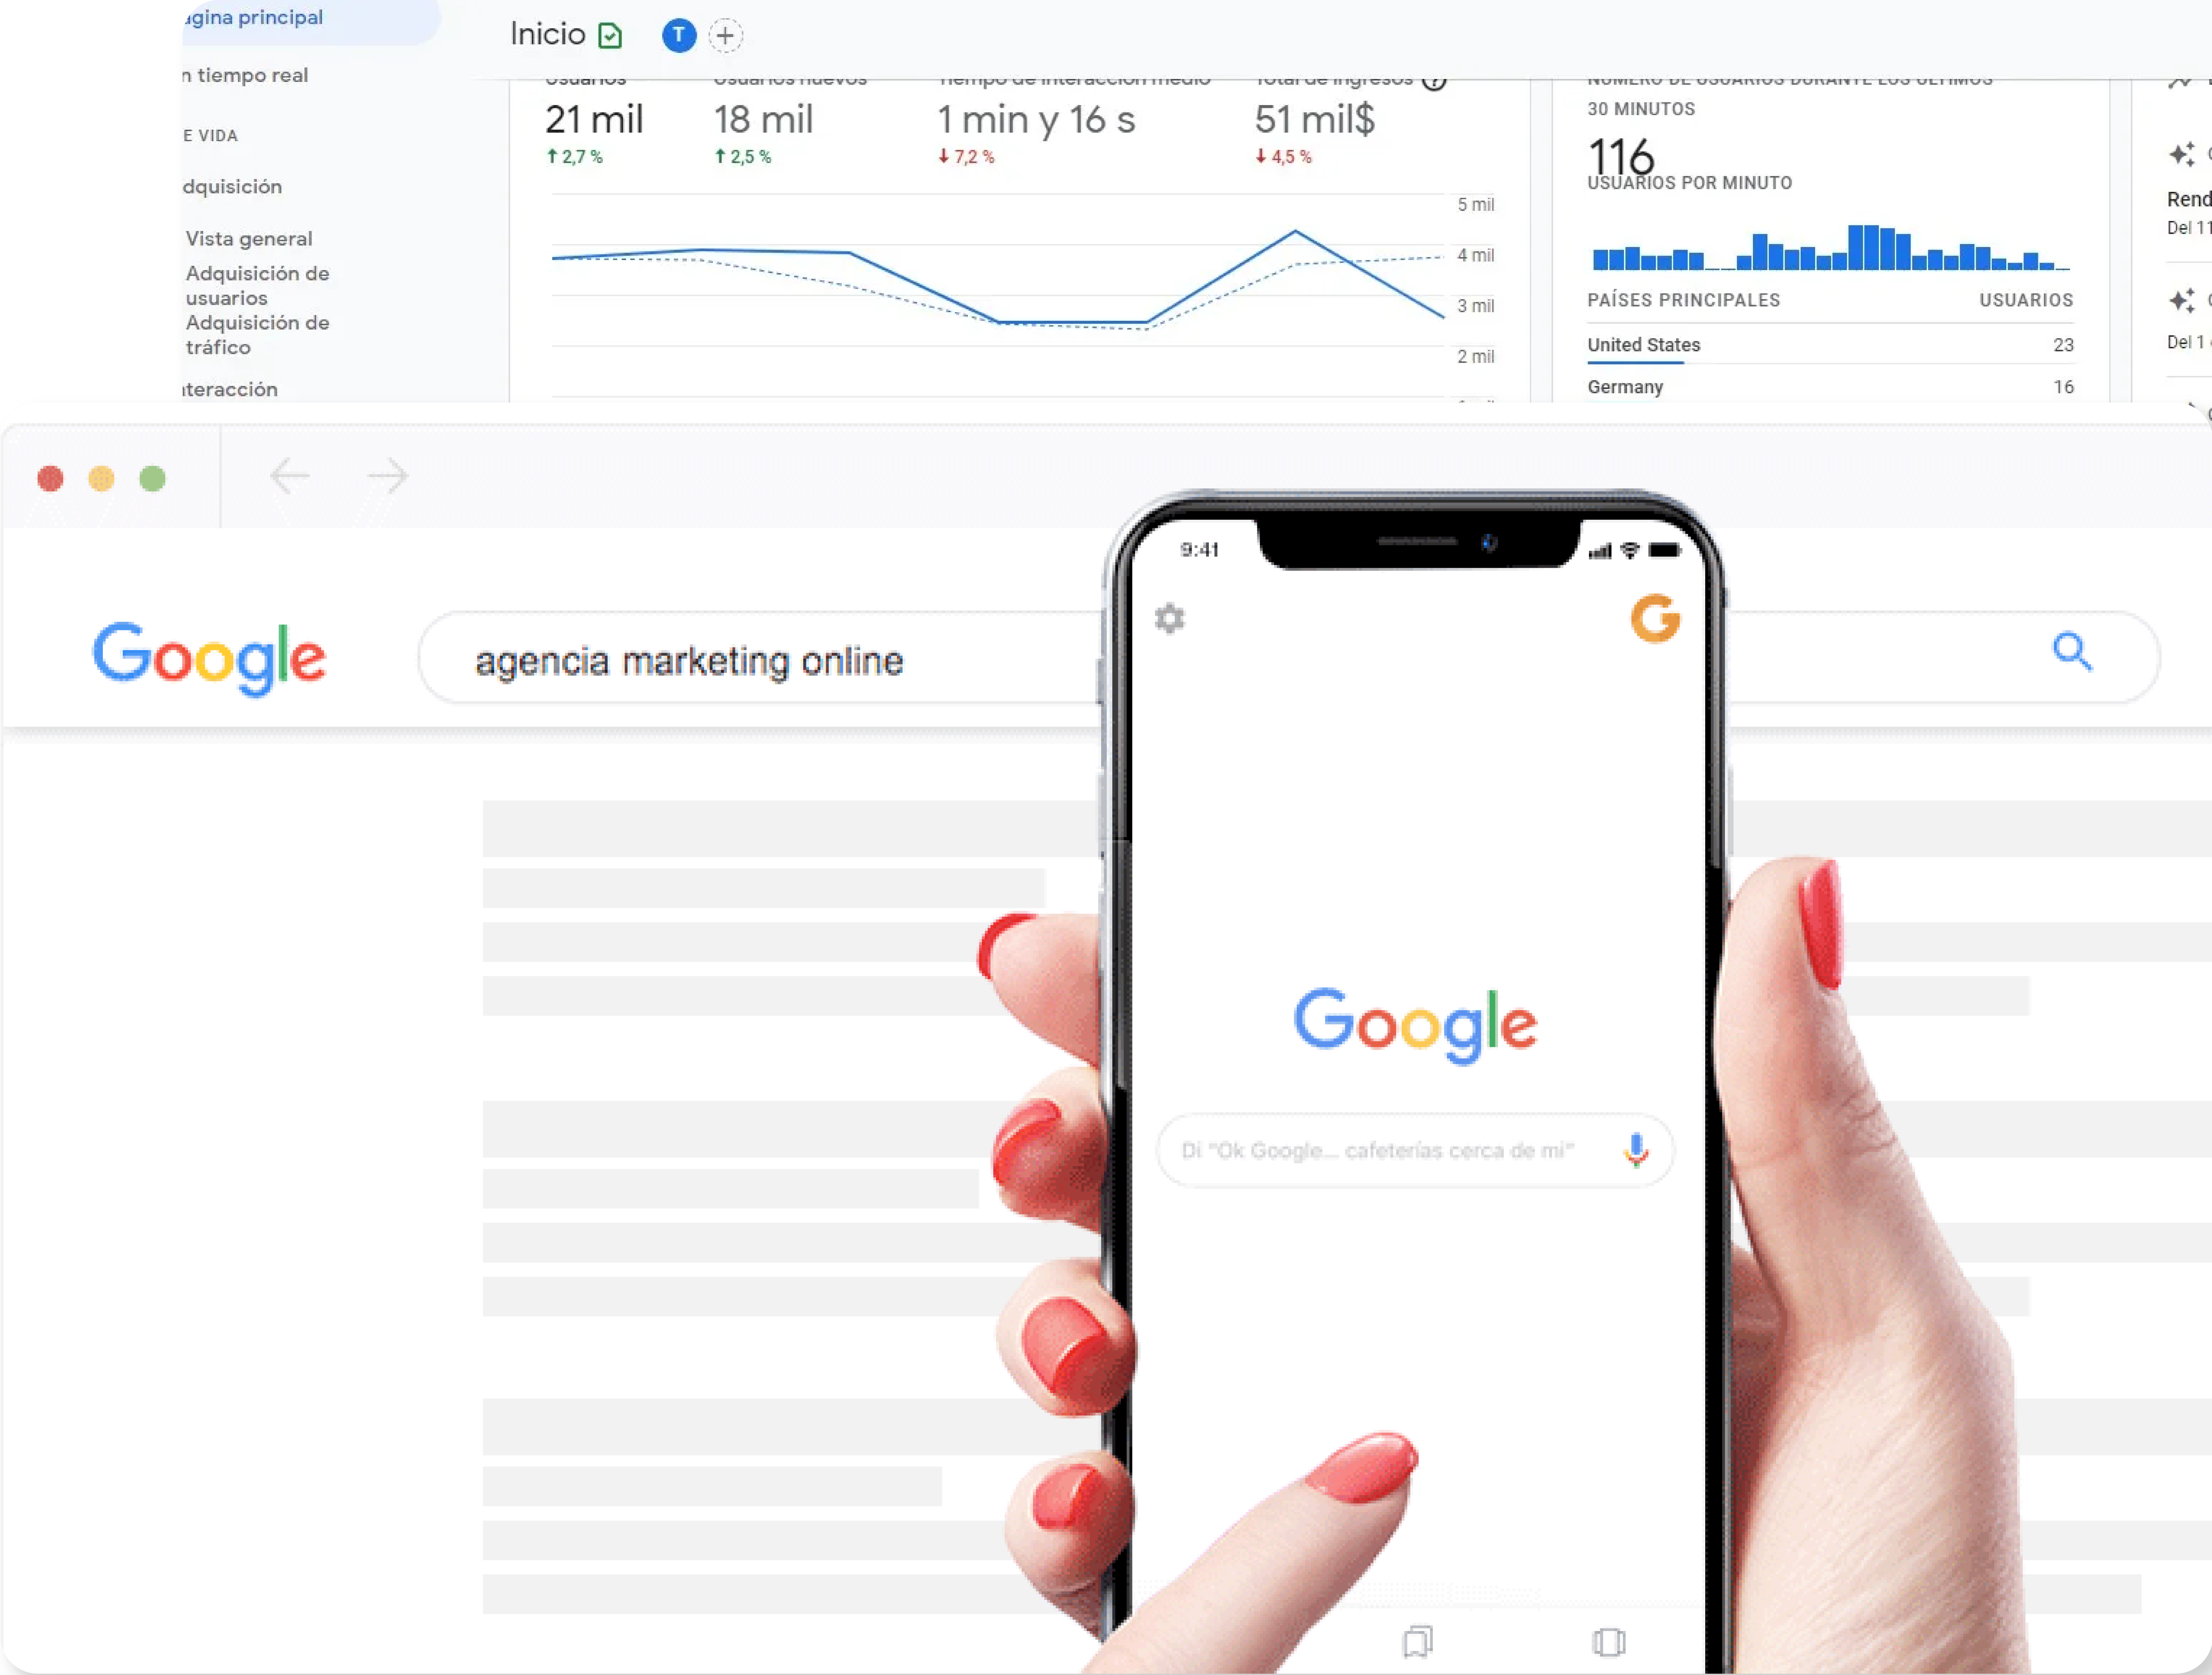 ágina principal
n tiempo real
E VIDA
dquisición
Vista general
Adquisición de
usuarios
Adquisición de
tráfico
nteracción
Inicio
T
Usuarios
Usuarios nuevos
Tiempo de interacción medio
Total de ingresos
21 mil
18 mil
1 min y 16 s
51 mil$
2,7 %
2,5 %
7,2 %
4,5 %
5 mil
4 mil
3 mil
2 mil
NÚMERO DE USUARIOS DURANTE LOS ÚLTIMOS
30 MINUTOS
116
USUARIOS POR MINUTO
PAÍSES PRINCIPALES
USUARIOS
United States
23
Germany
16
Rend
Del 11
Del 1
Google
agencia marketing online
9:41
G
Google
Di "Ok Google... cafeterías cerca de mi"